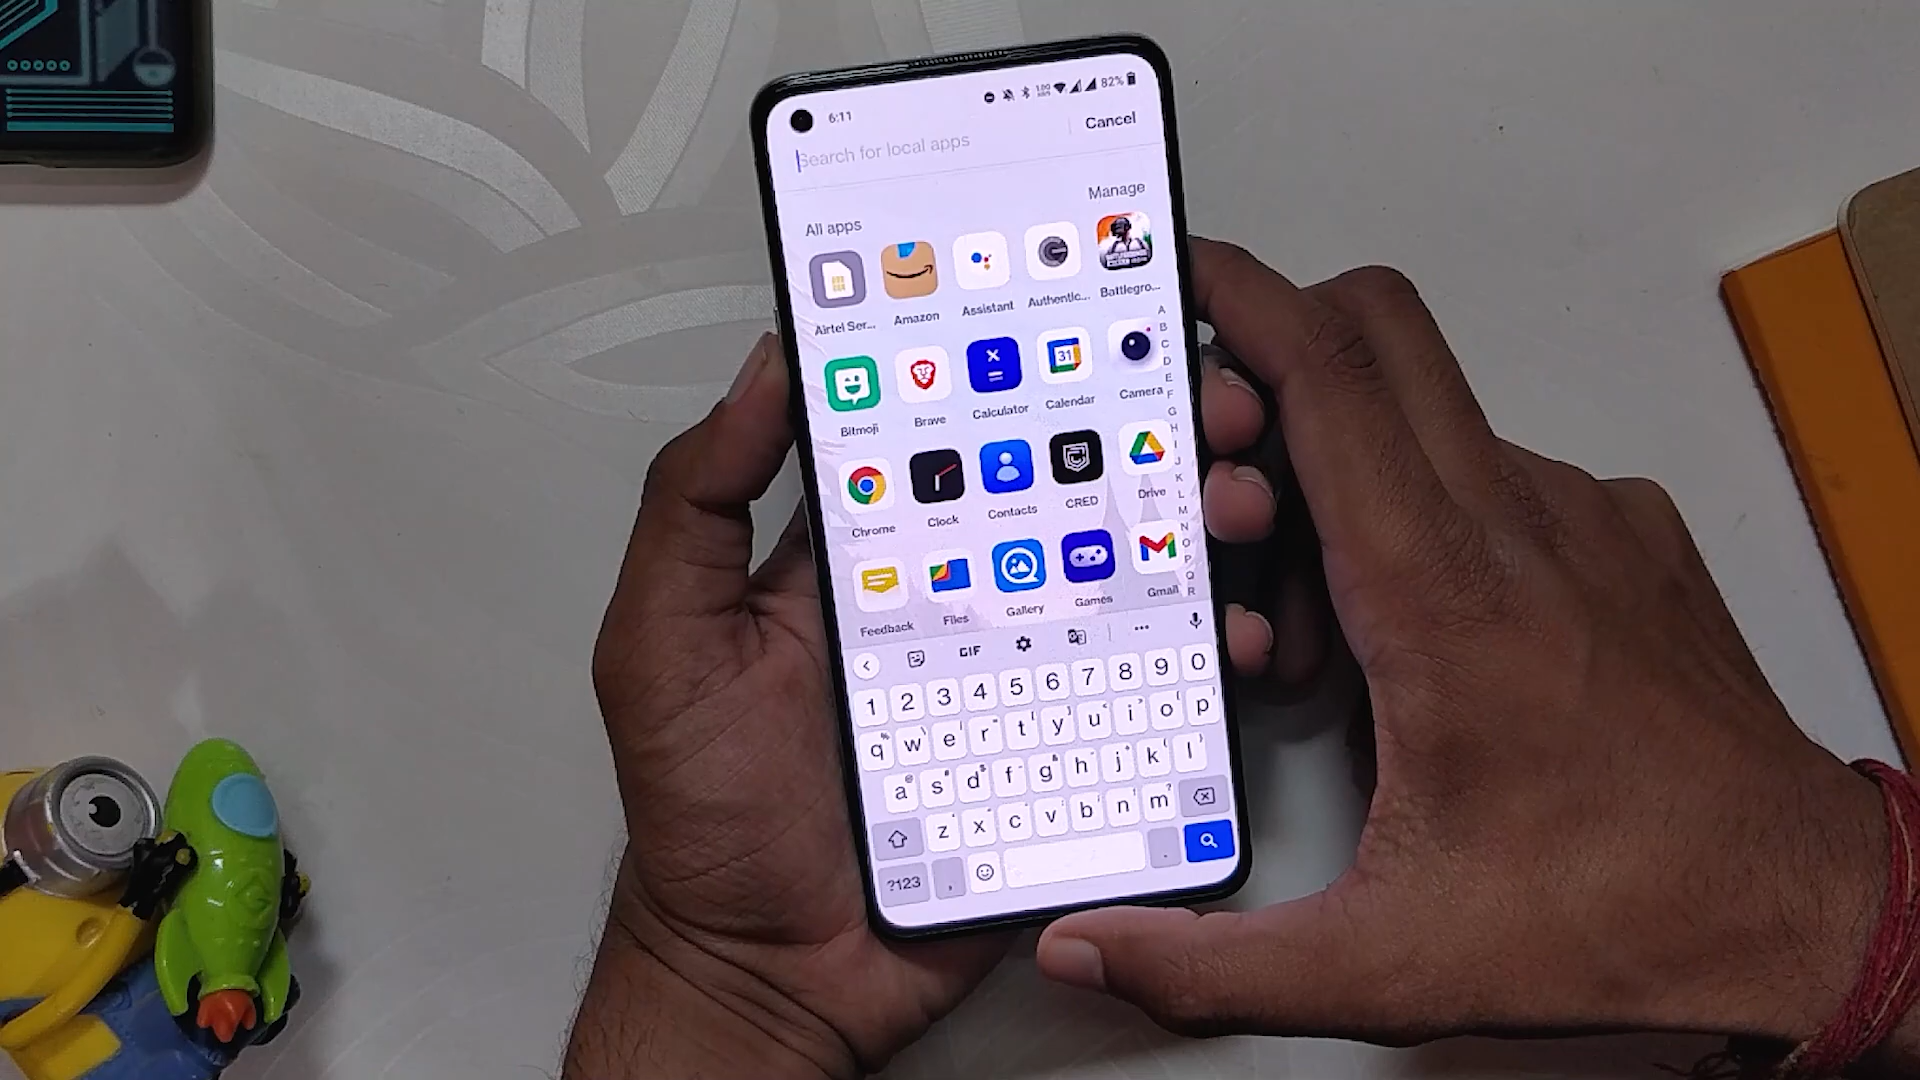 6:11 82%
Search for local apps Cancel
Manage
All apps
Airtel Ser... Amazon Assistant Authentic... Battlegro...
31
Bitmoji Brave Calculator Calendar Camera
Chrome Clock Contacts CRED Drive
Feedback Files Gallery Games Gmail
A
B
C
D
E
F
G
H
I
J
K
L
M
N
O
P
Q
R
GIF
1 2 3 4 5 6 7 8 9 0
q w e r t y u i o p
a s d f g h j k l
z x c v b n m
?123 , .